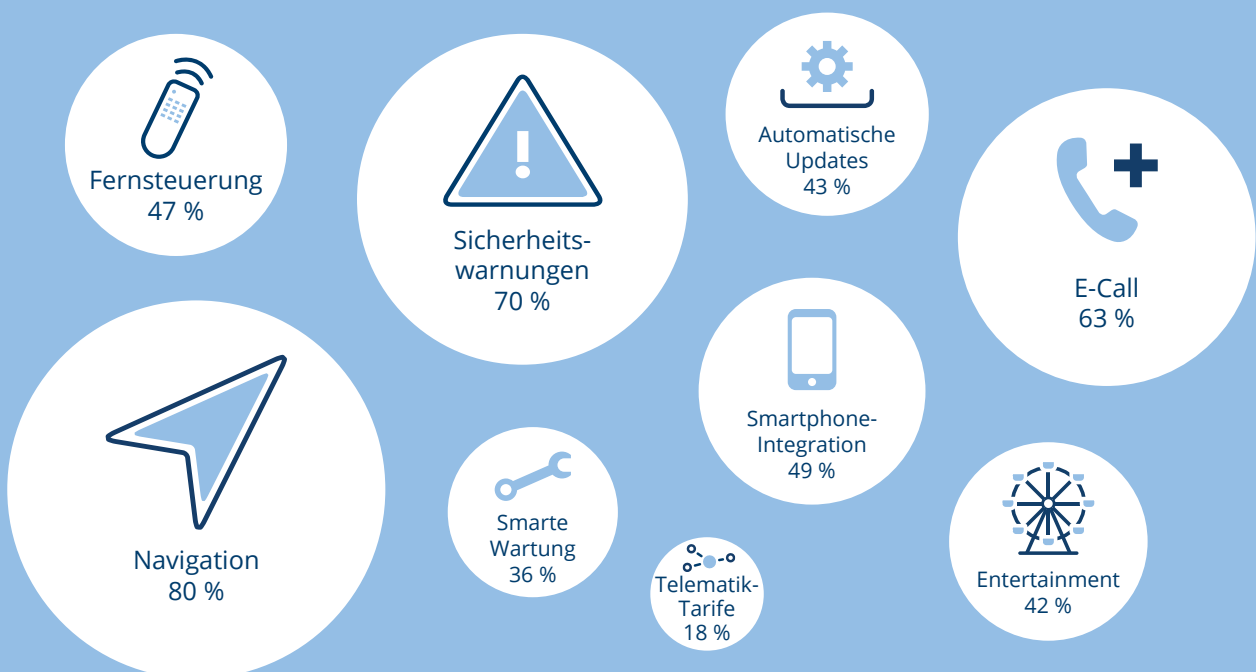 Fernsteuerung
47 %
Sicherheits-
warnungen
70 %
Automatische
Updates
43 %
E-Call
63 %
Navigation
80 %
Smarte
Wartung
36 %
Smartphone-
Integration
49 %
Telematik-
Tarife
18 %
Entertainment
42 %